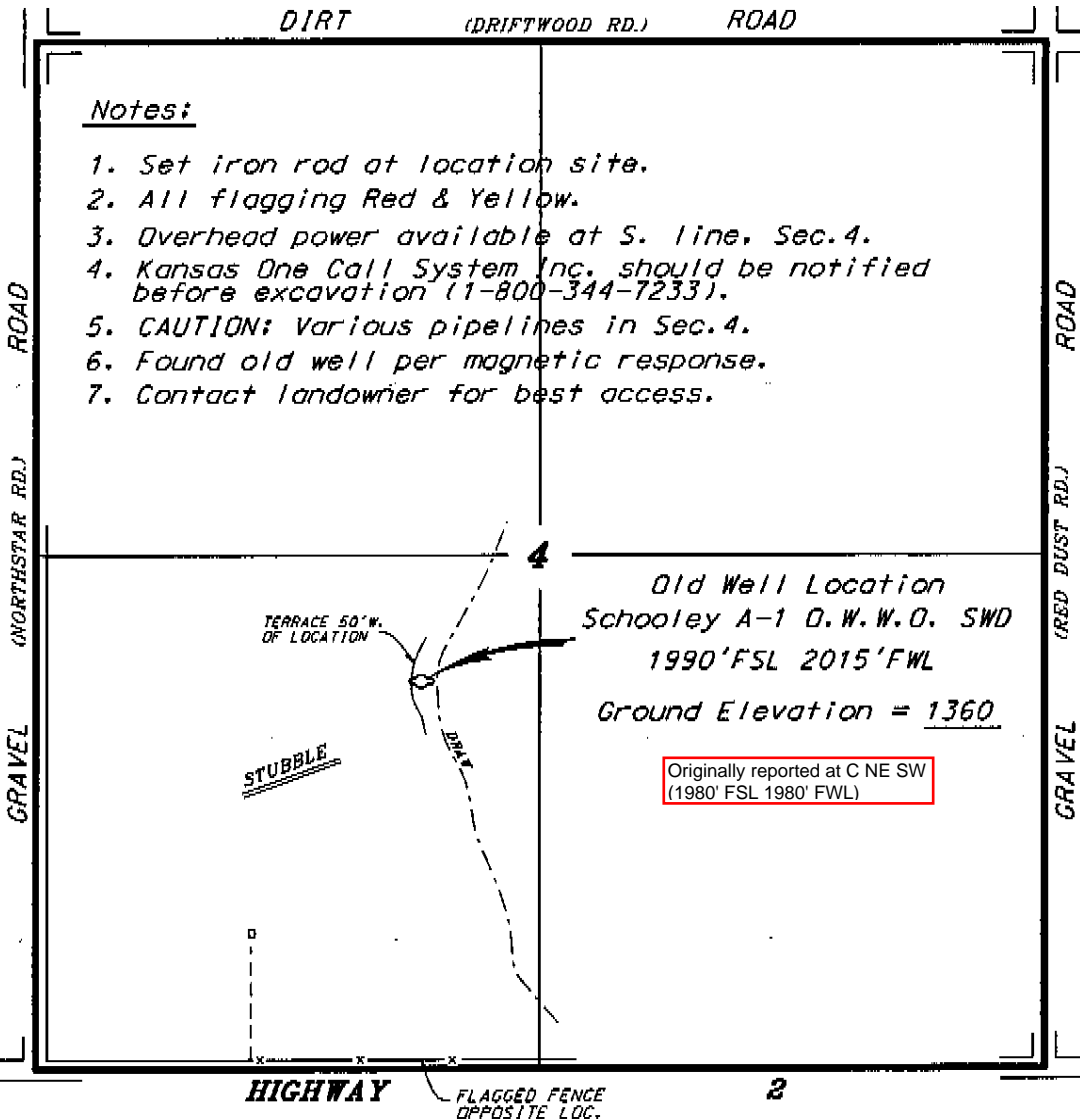 DIRT (DRIFTWOOD RD.) ROAD
Notes:
1. Set iron rod at location site.
2. All flagging Red & Yellow.
3. Overhead power available at S. line, Sec.4.
4. Kansas One Call System Inc. should be notified
before excavation (1-800-344-7233).
5. CAUTION: Various pipelines in Sec.4.
6. Found old well per magnetic response.
7. Contact landowner for best access.
GRAVEL (NORTHSTAR RD.) ROAD
GRAVEL (RED DUST RD.) ROAD
4
TERRACE 50'W.
OF LOCATION
Old Well Location
Schooley A-1 O.W.W.O. SWD
1990'FSL 2015'FWL
Ground Elevation = 1360
Originally reported at C NE SW
(1980' FSL 1980' FWL)
STUBBLE
DRAW
HIGHWAY 2
FLAGGED FENCE
OPPOSITE LOC.